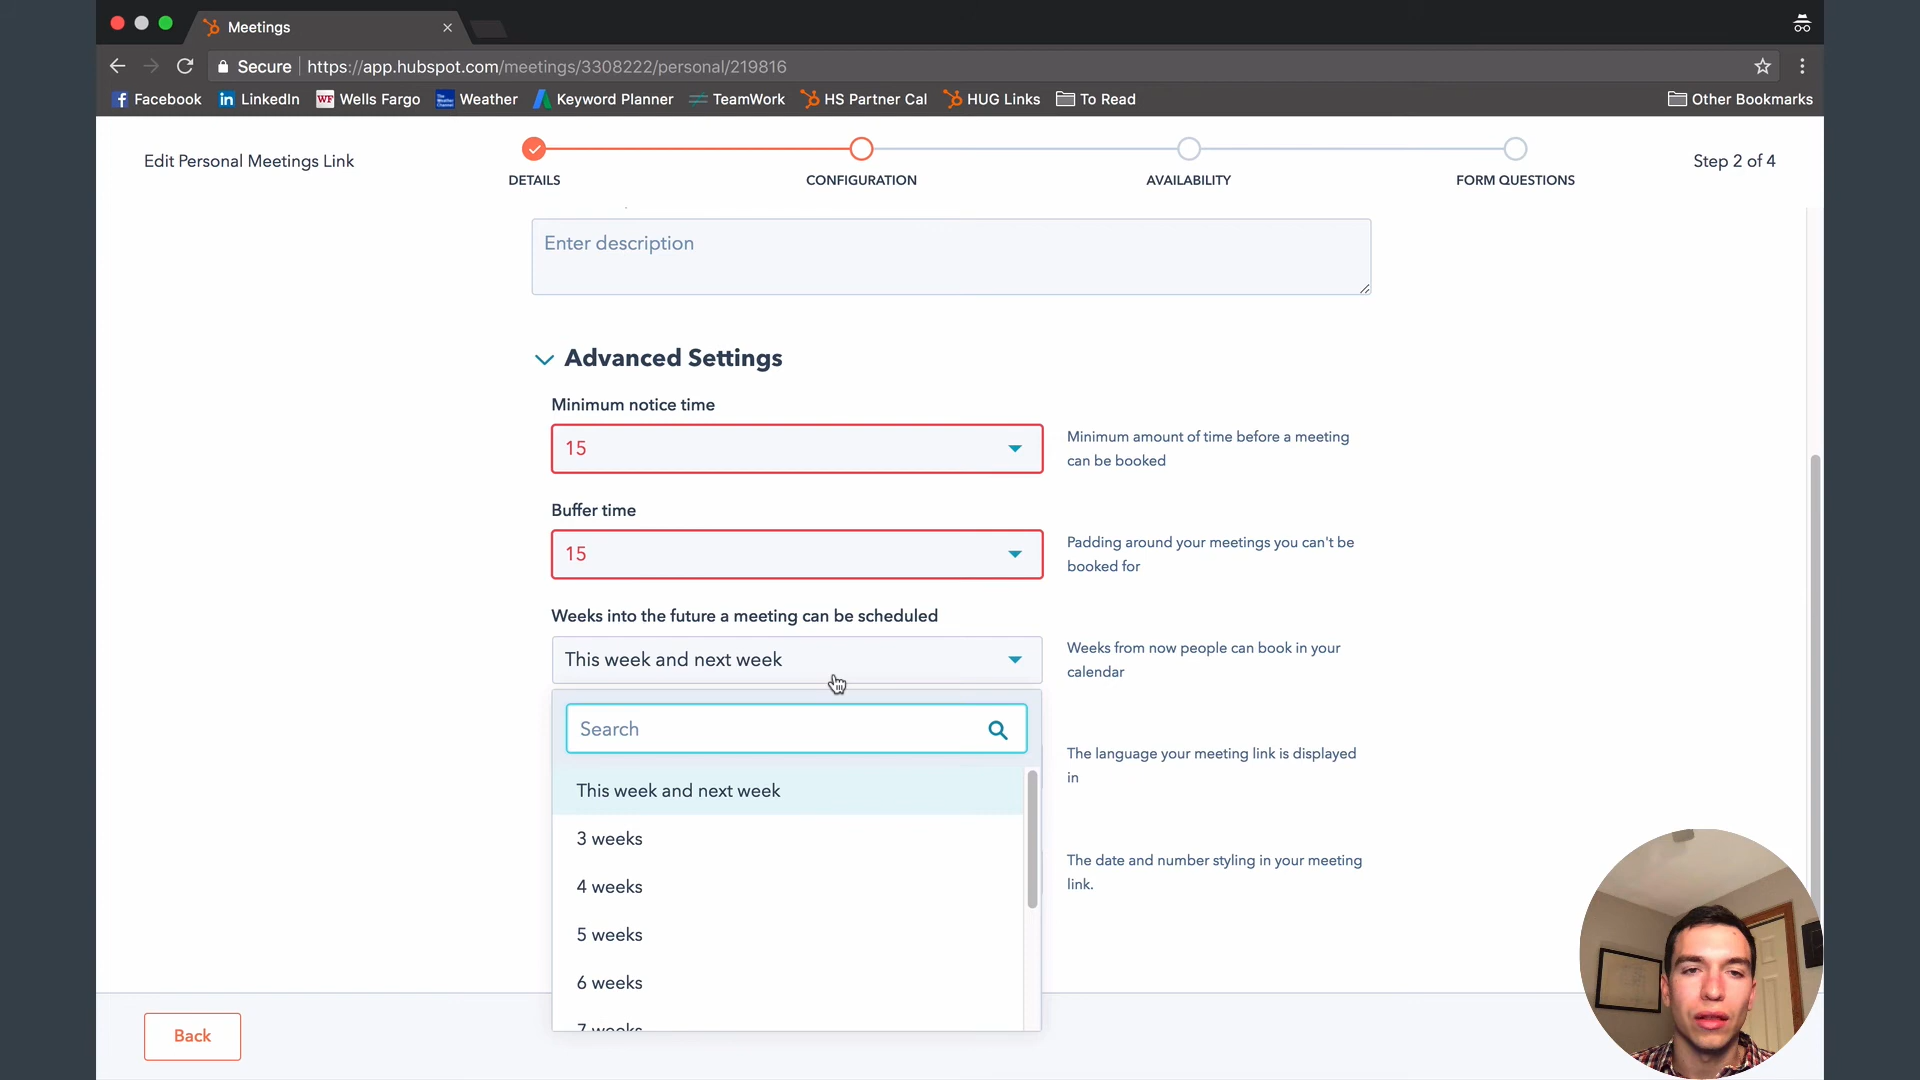 Meetings
Secure https://app.hubspot.com/meetings/3308222/personal/219816
Facebook LinkedIn WF Wells Fargo Weather Keyword Planner TeamWork HS Partner Cal HUG Links To Read Other Bookmarks
Edit Personal Meetings Link
DETAILS
CONFIGURATION
AVAILABILITY
FORM QUESTIONS
Step 2 of 4
Enter description
Advanced Settings
Minimum notice time
15
Minimum amount of time before a meeting
can be booked
Buffer time
15
Padding around your meetings you can't be
booked for
Weeks into the future a meeting can be scheduled
This week and next week
Weeks from now people can book in your
calendar
Search
The language your meeting link is displayed
in
This week and next week
3 weeks
4 weeks
The date and number styling in your meeting
link.
5 weeks
6 weeks
7 weeks
Back